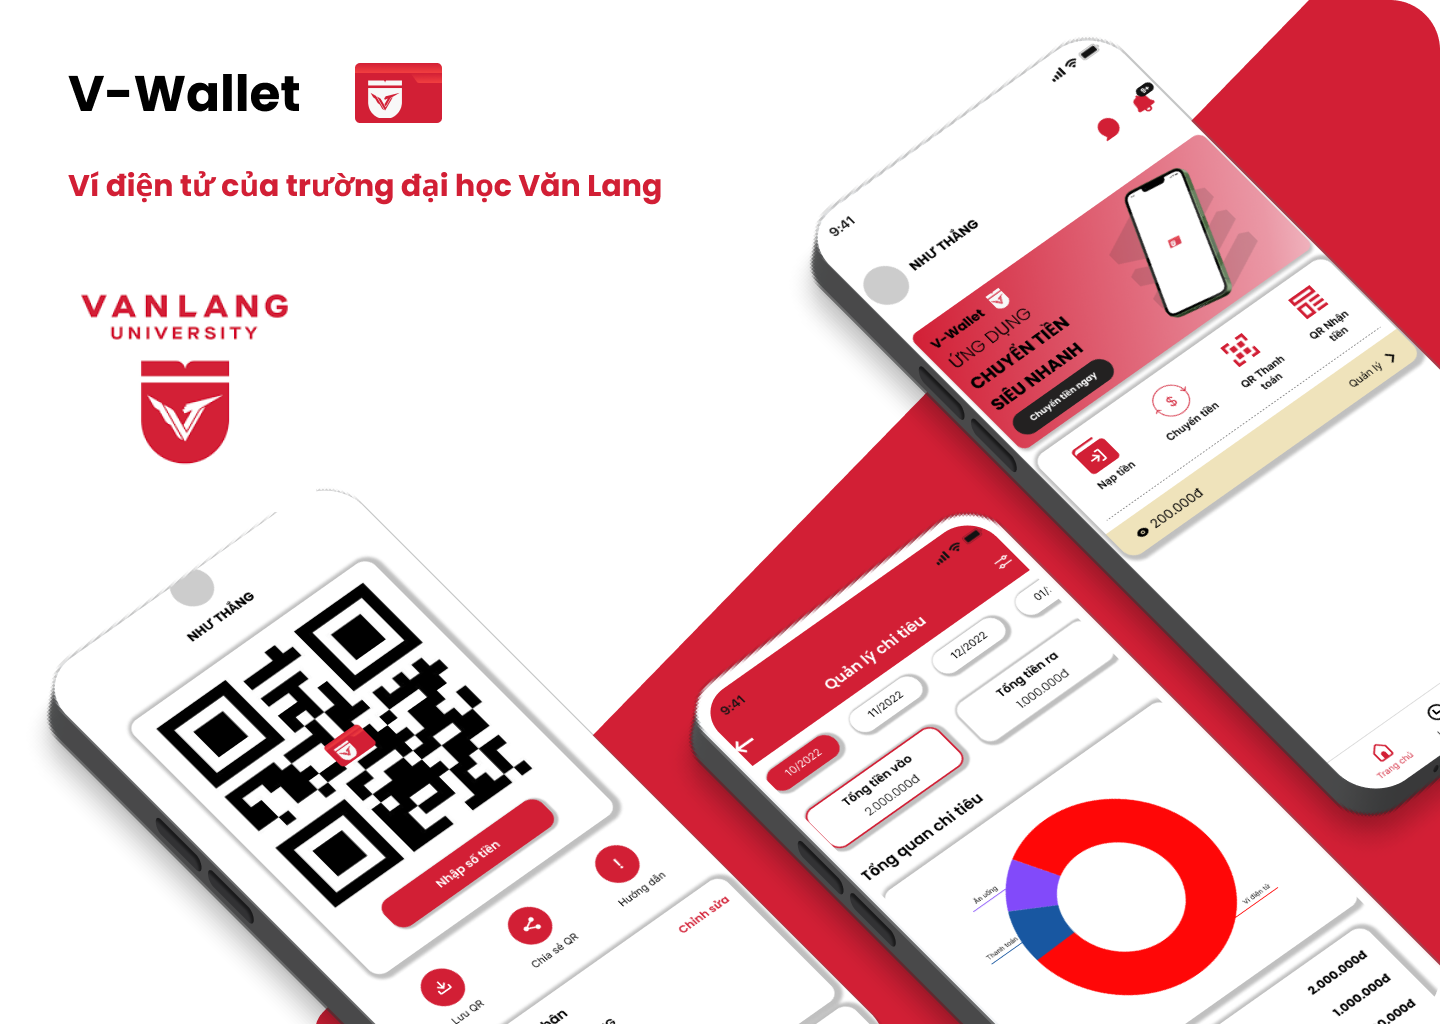 V-Wallet
Ví điện tử của trường đại học Văn Lang
VANLANG
UNIVERSITY
9:41
9+
NHƯ THẮNG
V-Wallet
ỨNG DỤNG
CHUYỂN TIỀN
SIÊU NHANH
Chuyển tiền ngay
Nạp tiền
Chuyển tiền
QR Thanh
toán
QR Nhận
tiền
200.000đ
Quản lý
Trang chủ
NHƯ THẮNG
Nhập số tiền
Lưu QR
Chia sẻ QR
Hướng dẫn
Chỉnh sửa
9:41
Quản lý chi tiêu
10/2022
11/2022
12/2022
01/
Tổng tiền vào
2.000.000đ
Tổng tiền ra
1.000.000đ
Tổng quan chi tiêu
Ăn uống
Thanh toán
Ví điện tử
2.000.000đ
1.000.000đ